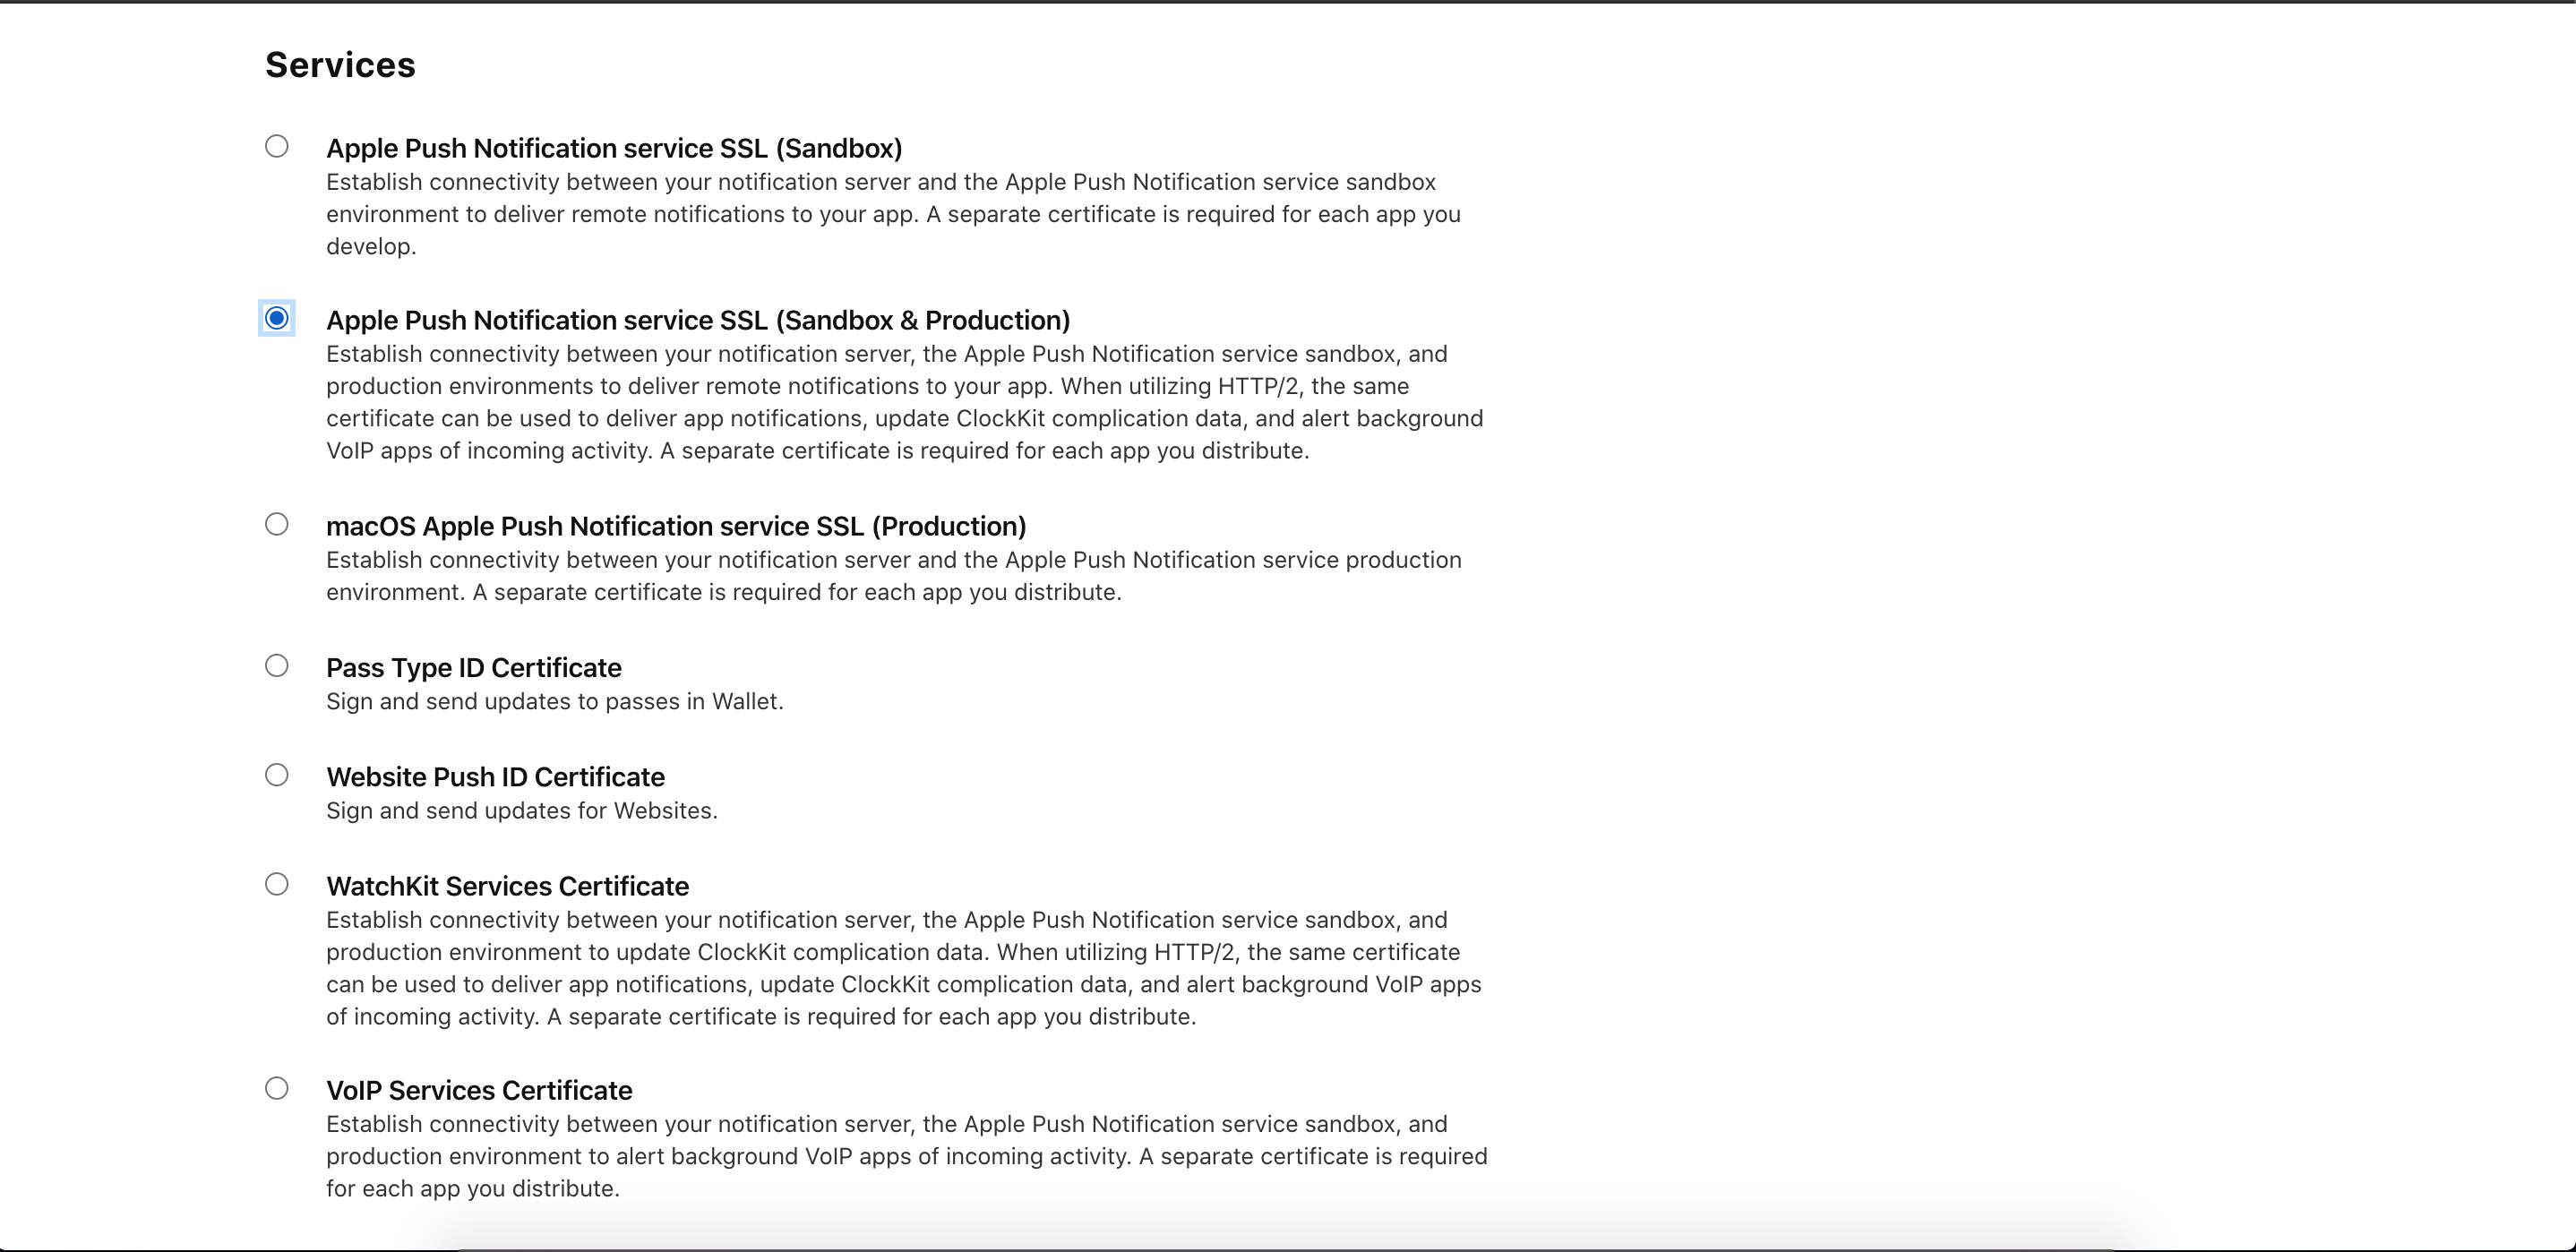 Services
Apple Push Notification service SSL (Sandbox)
Establish connectivity between your notification server and the Apple Push Notification service sandbox
environment to deliver remote notifications to your app. A separate certificate is required for each app you
develop.
Apple Push Notification service SSL (Sandbox & Production)
Establish connectivity between your notification server, the Apple Push Notification service sandbox, and
production environments to deliver remote notifications to your app. When utilizing HTTP/2, the same
certificate can be used to deliver app notifications, update ClockKit complication data, and alert background
VoIP apps of incoming activity. A separate certificate is required for each app you distribute.
macOS Apple Push Notification service SSL (Production)
Establish connectivity between your notification server and the Apple Push Notification service production
environment. A separate certificate is required for each app you distribute.
Pass Type ID Certificate
Sign and send updates to passes in Wallet.
Website Push ID Certificate
Sign and send updates for Websites.
WatchKit Services Certificate
Establish connectivity between your notification server, the Apple Push Notification service sandbox, and
production environment to update ClockKit complication data. When utilizing HTTP/2, the same certificate
can be used to deliver app notifications, update ClockKit complication data, and alert background VoIP apps
of incoming activity. A separate certificate is required for each app you distribute.
VoIP Services Certificate
Establish connectivity between your notification server, the Apple Push Notification service sandbox, and
production environment to alert background VoIP apps of incoming activity. A separate certificate is required
for each app you distribute.